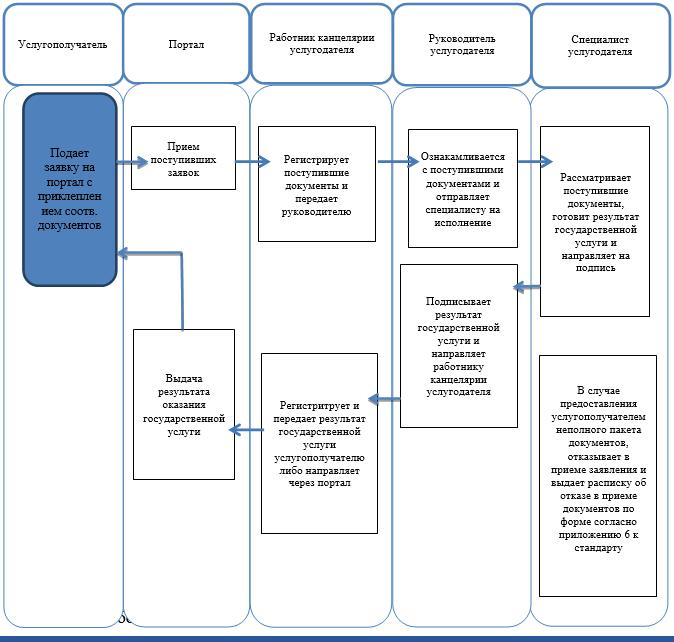 Услугополучатель
Портал
Работник канцелярии
услугодателя
Руководитель
услугодателя
Специалист
услугодателя
Подает
заявку на
портал с
приклеплен
ием соотв.
документов
Прием
поступивших
заявок
Регистрирует
поступившие
документы и
передает
руководителю
Ознакамливается
с поступившими
документами и
отправляет
специалисту на
исполнение
Рассматривает
поступившие
документы,
готовит результат
государственной
услуги и
направляет на
подпись
Подписывает
результат
государственной
услуги и
направляет
работнику
канцелярии
услугодателя
Регистритрует и
передает результат
государственной
услуги
услугополучателю
либо направляет
через портал
Выдача
результата
оказания
государственной
услуги
В случае
предоставления
услугополучателем
неполного пакета
документов,
отказывает в
приеме заявления и
выдает расписку об
отказе в приеме
документов по
форме согласно
приложению 6 к
стандарту